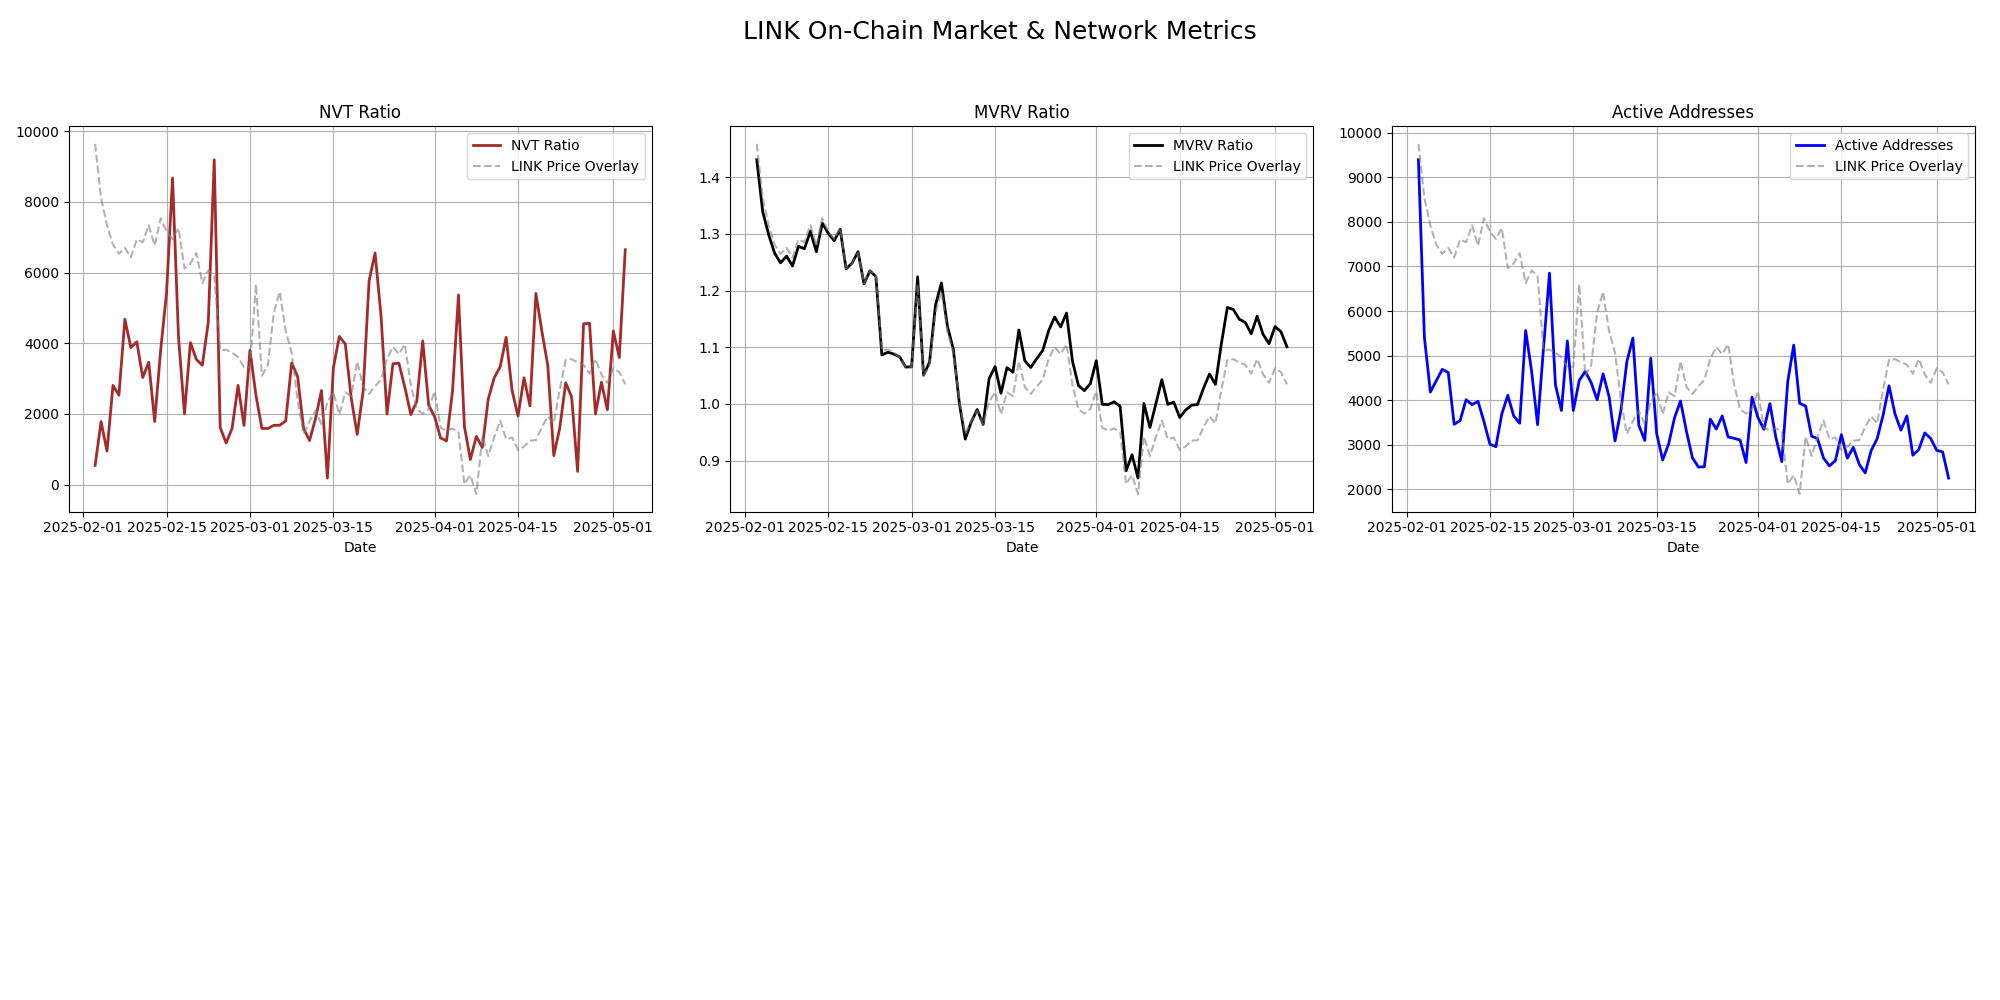 LINK On-Chain Market & Network Metrics
NVT Ratio
NVT Ratio
LINK Price Overlay
10000
8000
6000
4000
2000
0
2025-02-01 2025-02-15 2025-03-01 2025-03-15 2025-04-01 2025-04-15 2025-05-01
Date
MVRV Ratio
MVRV Ratio
LINK Price Overlay
1.4
1.3
1.2
1.1
1.0
0.9
2025-02-01 2025-02-15 2025-03-01 2025-03-15 2025-04-01 2025-04-15 2025-05-01
Date
Active Addresses
Active Addresses
LINK Price Overlay
10000
9000
8000
7000
6000
5000
4000
3000
2000
2025-02-01 2025-02-15 2025-03-01 2025-03-15 2025-04-01 2025-04-15 2025-05-01
Date